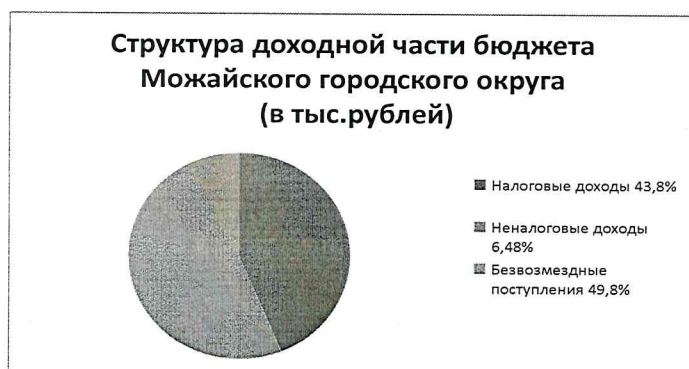 Структура доходной части бюджета
Можайского городского округа
(в тыс.рублей)
Налоговые доходы 43,8%
Неналоговые доходы
6,48%
Безвозмездные
поступления 49,8%